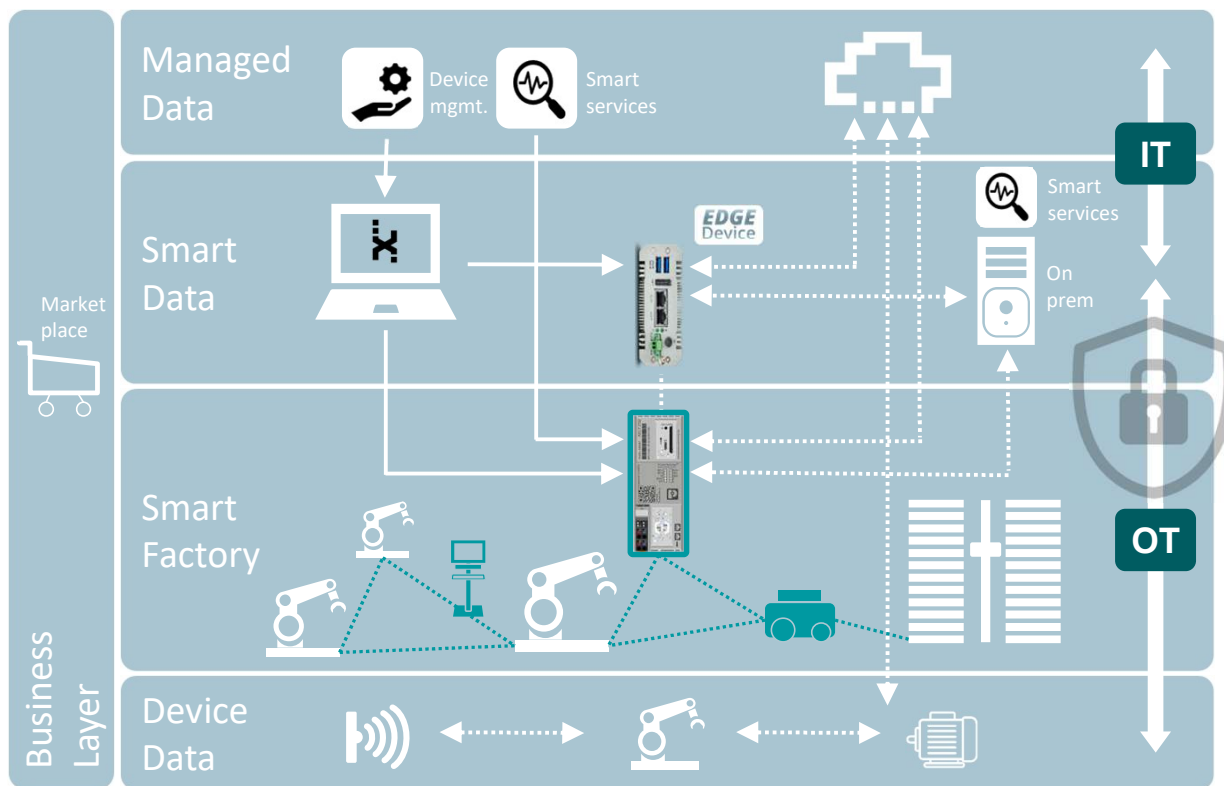 Managed
Data
Device
mgmt.
Smart
services
IT
Smart
Data
EDGE
Device
Smart
services
On
prem
Market
place
Smart
Factory
OT
Business
Layer
Device
Data